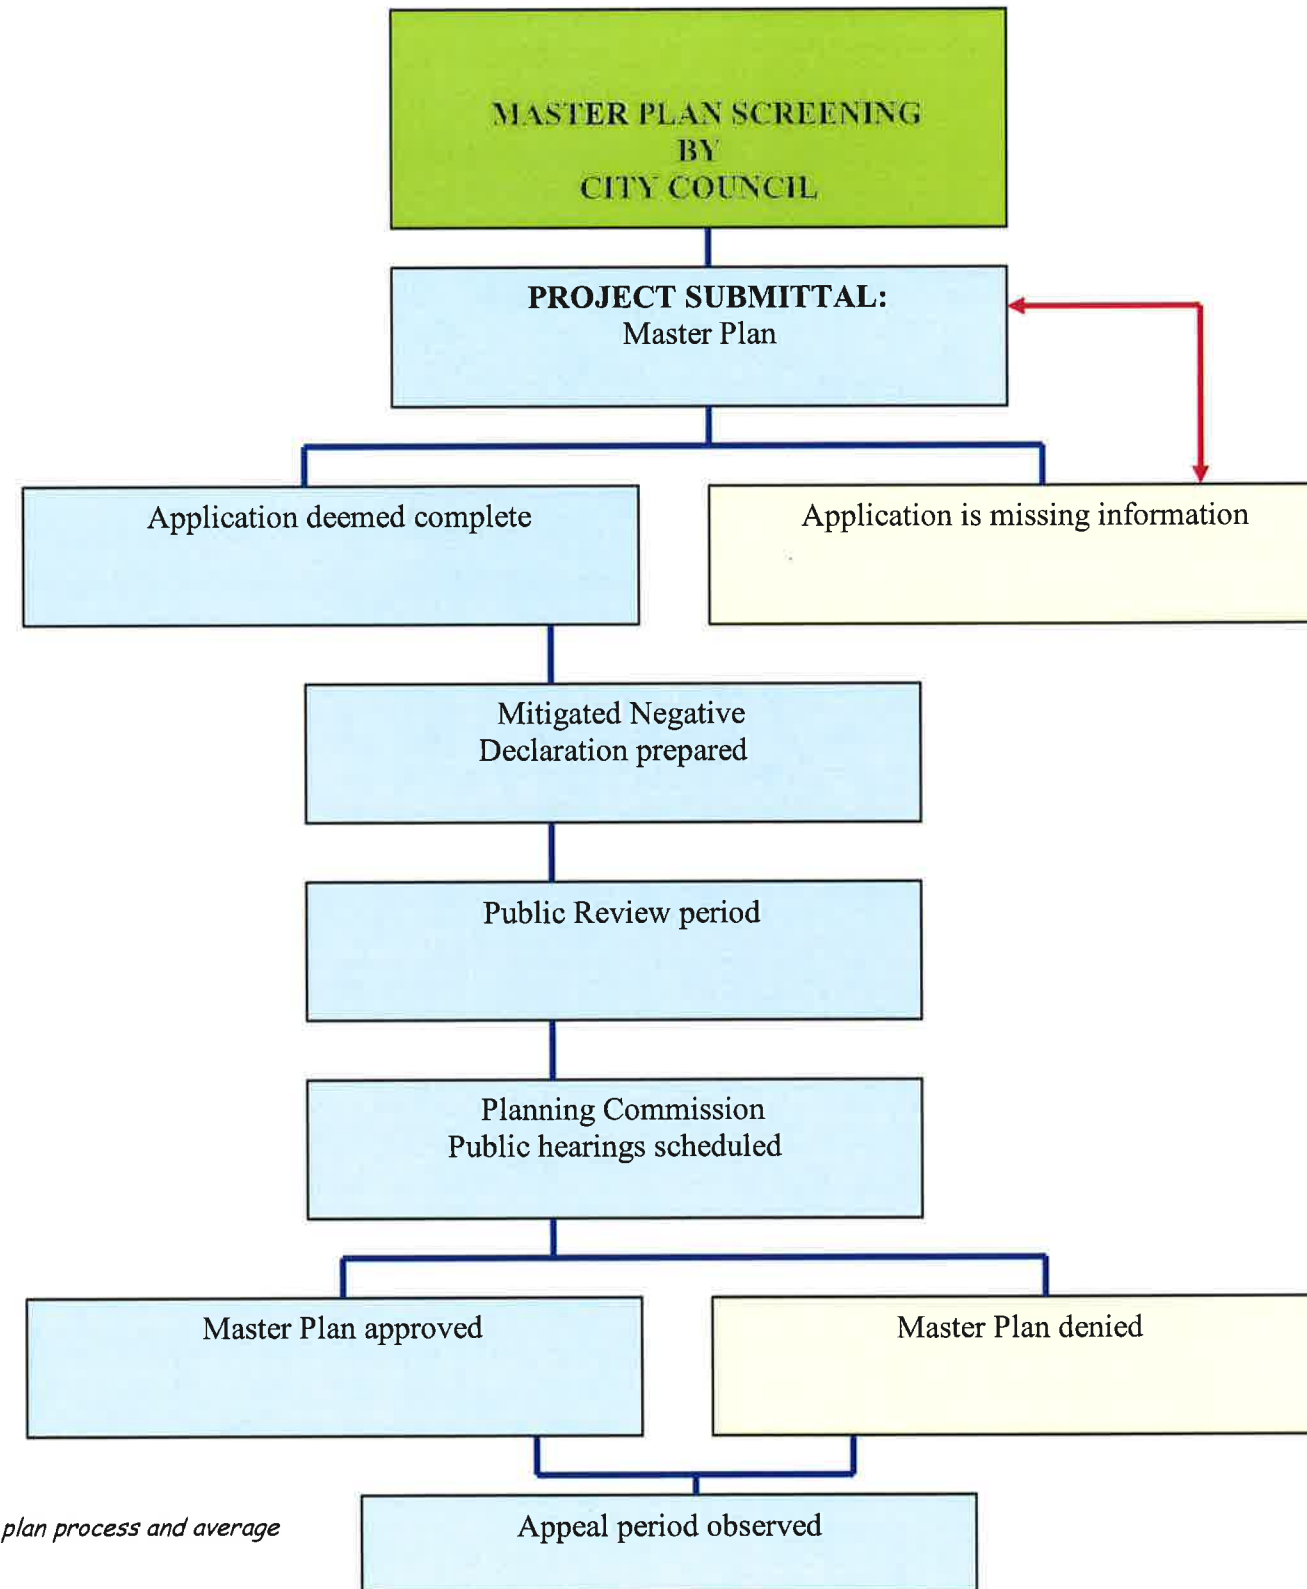 MASTER PLAN SCREENING
BY
CITY COUNCIL
PROJECT SUBMITTAL:
Master Plan
Application deemed complete
Application is missing information
Mitigated Negative
Declaration prepared
Public Review period
Planning Commission
Public hearings scheduled
Master Plan approved
Master Plan denied
plan process and average
Appeal period observed